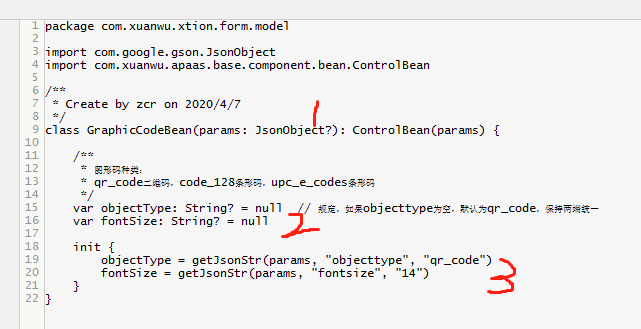 1 package com.xuanwu.xtion.form.model
2
3 import com.google.gson.JsonObject
4 import com.xuanwu.apaas.base.component.bean.ControlBean
5
6 /**
7 * Create by zcr on 2020/4/7
8 */
1
9 class GraphicCodeBean(params: JsonObject?): ControlBean(params) {
10
11 /**
12 * 图形码种类:
13 * qr_code二维码, code_128条形码, upc_e_codes条形码
14 */
15 var objectType: String? = null // 规定, 如果objecttype为空, 默认为qr_code, 保持两端统一
16 var fontSize: String? = null
2
17
18 init {
19 objectType = getJsonStr(params, "objecttype", "qr_code")
20 fontSize = getJsonStr(params, "fontsize", "14")
3
21 }
22 }